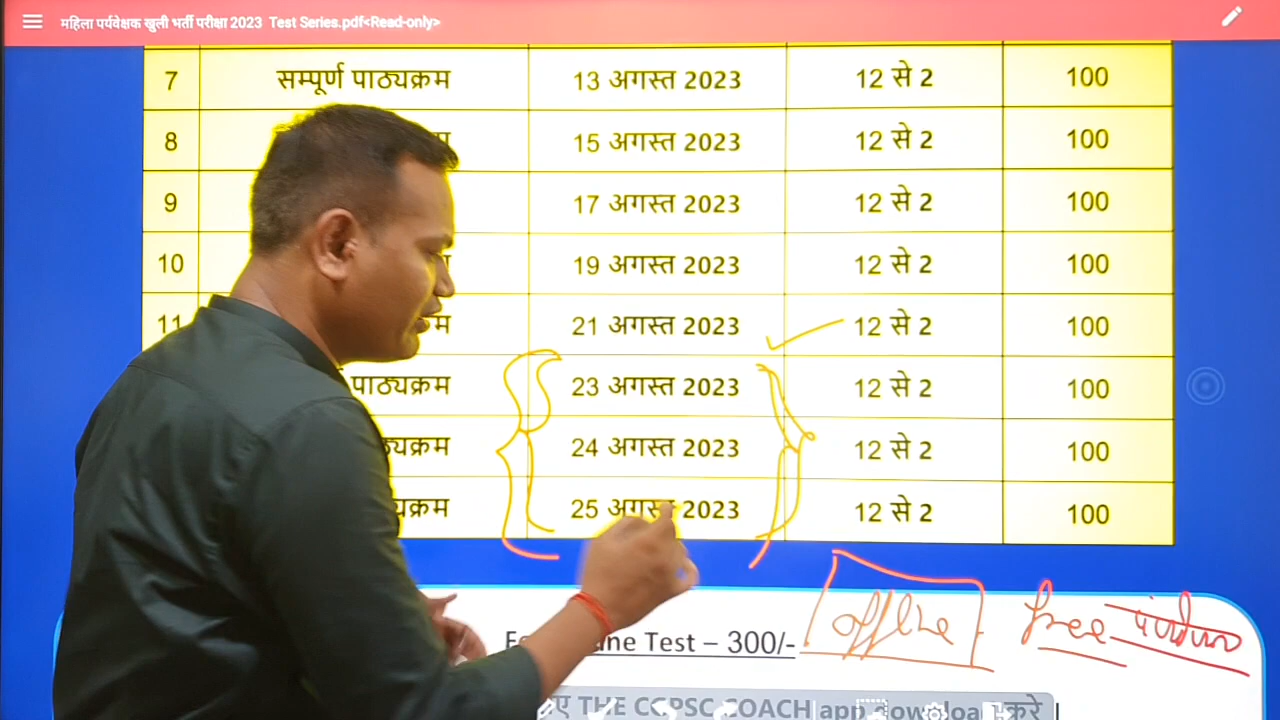 महिला पर्यवेक्षक खुली भर्ती परीक्षा 2023 Test Series.pdf<Read-only>
7 सम्पूर्ण पाठ्यक्रम 13 अगस्त 2023 12 से 2 100
8 15 अगस्त 2023 12 से 2 100
9 17 अगस्त 2023 12 से 2 100
10 19 अगस्त 2023 12 से 2 100
11 21 अगस्त 2023 12 से 2 100
पाठ्यक्रम 23 अगस्त 2023 12 से 2 100
24 अगस्त 2023 12 से 2 100
25 अगस्त 2023 12 से 2 100
Test – 300/- offline free
THE CGPSC COACH app download करे